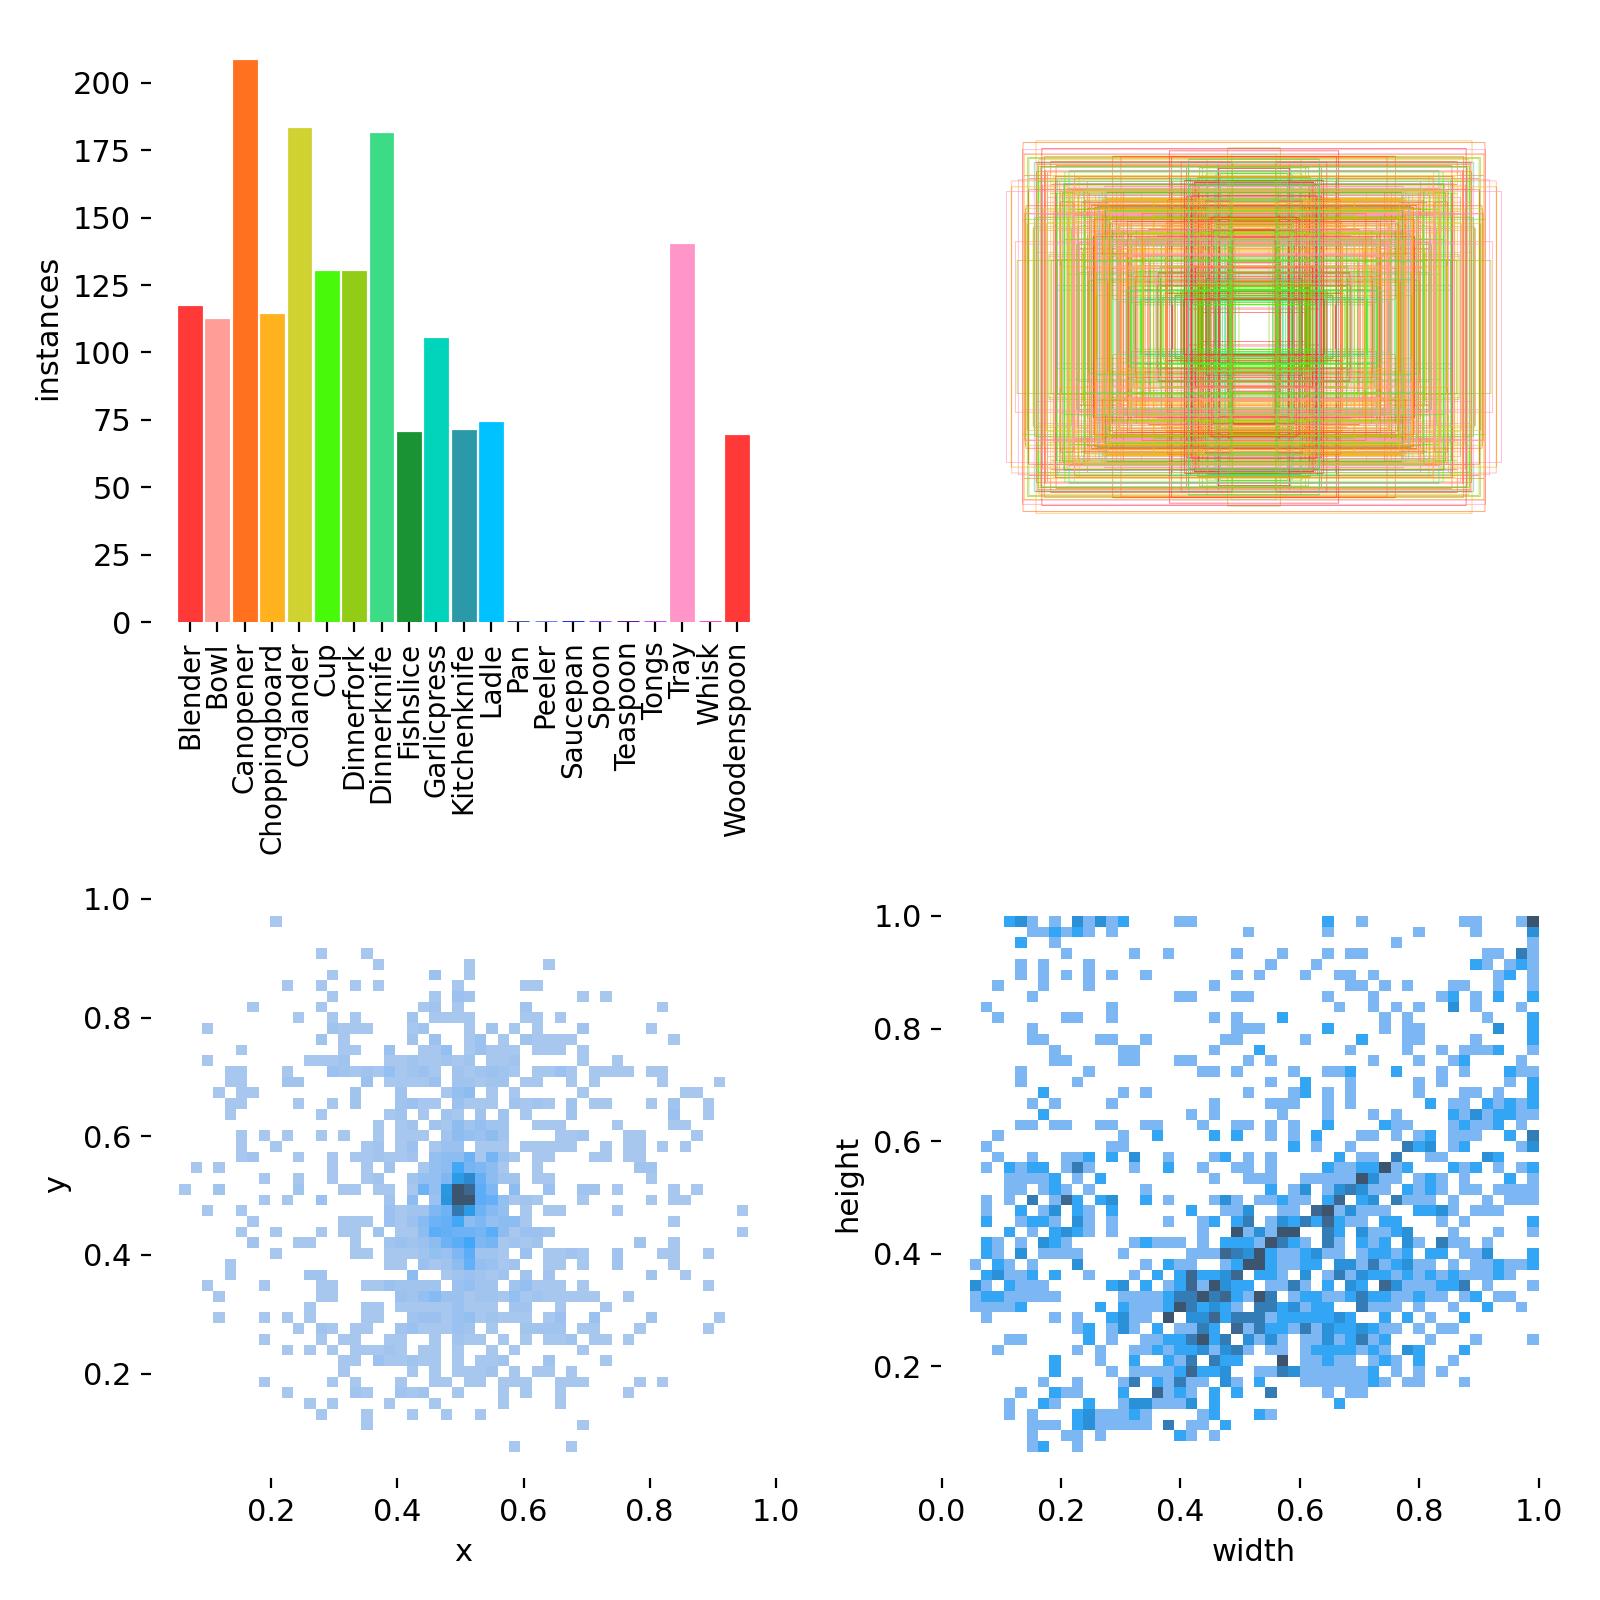 instances
200
175
150
125
100
75
50
25
0
Blender
Bowl
Canopener
Choppingboard
Colander
Cup
Dinnerfork
Dinnerknife
Fishslice
Garlicpress
Kitchenknife
Ladle
Pan
Peeler
Saucepan
Spoon
Teaspoon
Tongs
Tray
Whisk
Woodenspoon
y
1.0
0.8
0.6
0.4
0.2
0.2 0.4 0.6 0.8 1.0
x
height
1.0
0.8
0.6
0.4
0.2
0.0 0.2 0.4 0.6 0.8 1.0
width